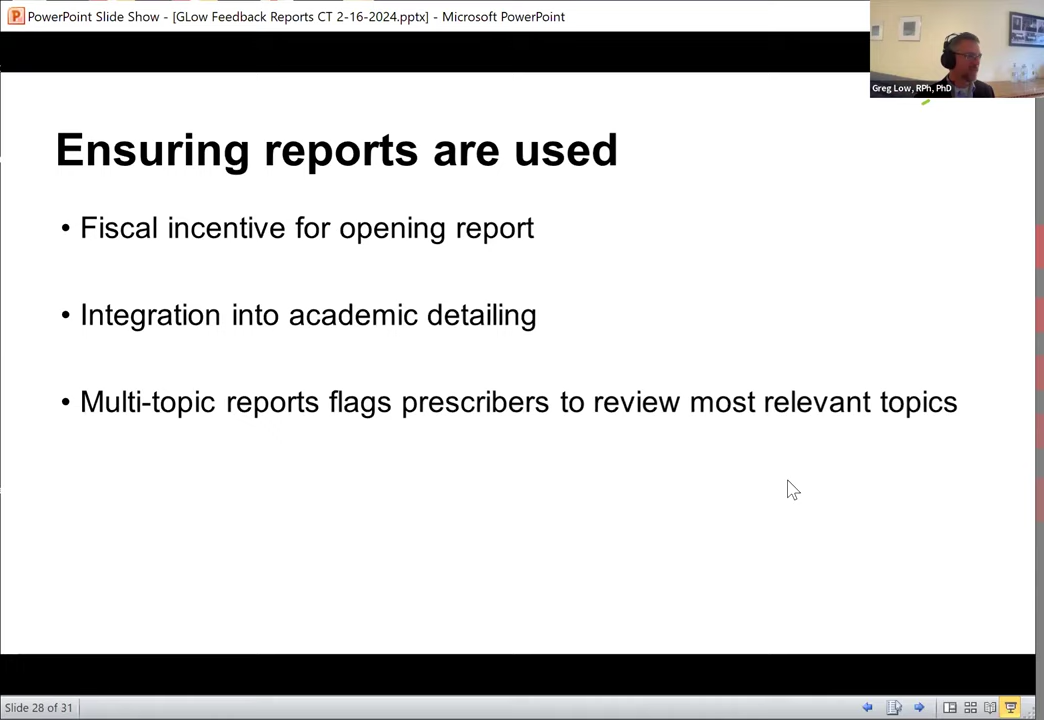 PowerPoint Slide Show - [GLow Feedback Reports CT 2-16-2024.pptx] - Microsoft PowerPoint
Greg Low, RPh, PhD
Ensuring reports are used
• Fiscal incentive for opening report
• Integration into academic detailing
• Multi-topic reports flags prescribers to review most relevant topics
Slide 28 of 31